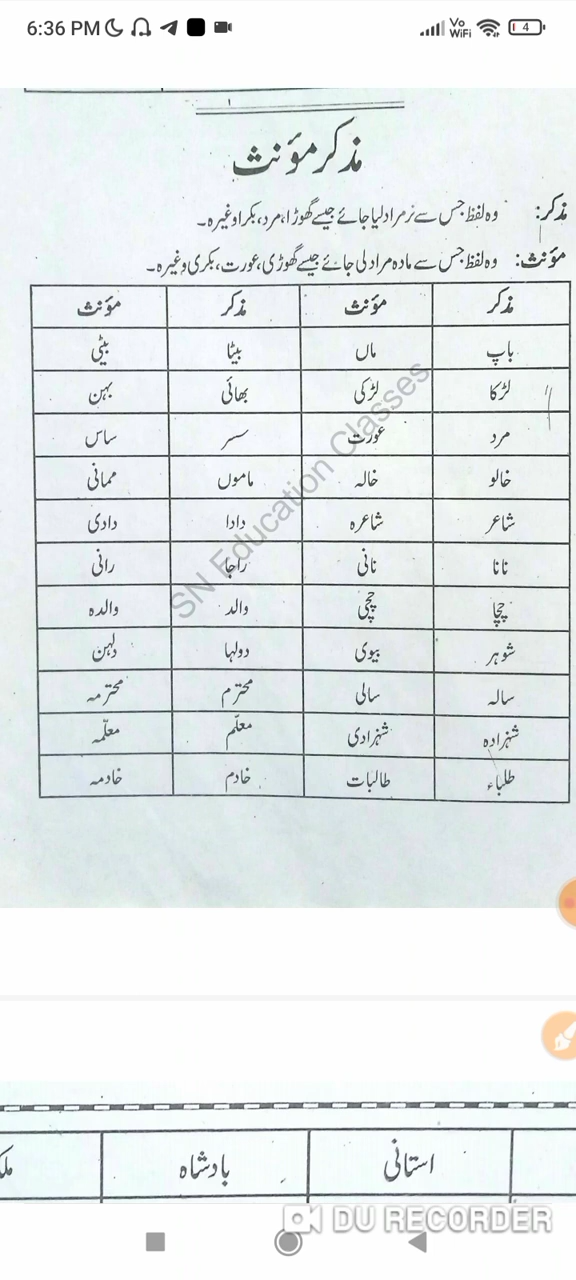 6:36 PM
Vo WiFi
4
۱
مذکر مؤنث
مذکر: وہ لفظ جس سے نر مراد لیا جائے جیسے گھوڑا، مرد، بکرا وغیرہ۔
مؤنث: وہ لفظ جس سے مادہ مراد لی جائے جیسے گھوڑی، عورت، بکری وغیرہ۔
مذکر مؤنث مذکر مؤنث
باپ ماں بیٹا بیٹی
لڑکا لڑکی بھائی بہن
مرد عورت سسر ساس
خالو خالہ ماموں ممانی
شاعر شاعرہ دادا دادی
نانا نانی راجا رانی
چچا چچی والد والدہ
شوہر بیوی دولہا دلہن
سالہ سالی محترم محترمہ
شہزادہ شہزادی معلّم معلّمہ
طلباء طالبات خادم خادمہ
SN Education Classes
استانی بادشاہ
DU RECORDER